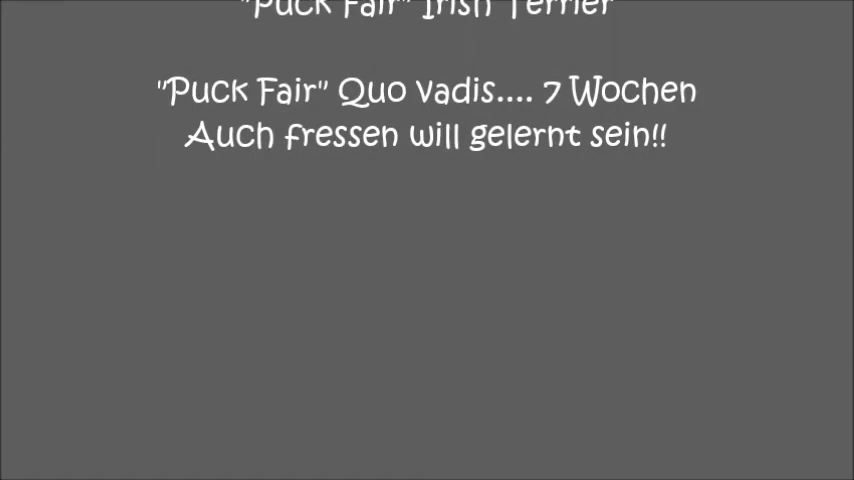 "Puck Fair" Irish Terrier
"Puck Fair" Quo vadis.... 7 Wochen
Auch fressen will gelernt sein!!